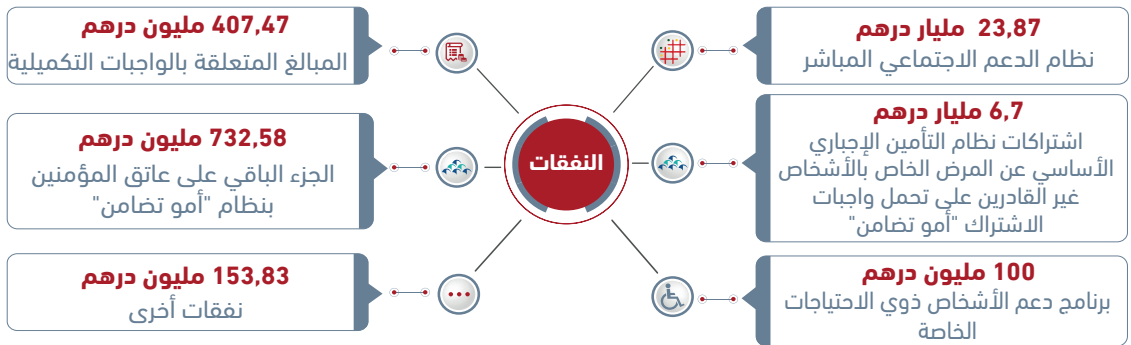 23,87 مليار درهم
نظام الدعم الاجتماعي المباشر
6,7 مليار درهم
اشتراكات نظام التأمين الإجباري
الأساسي عن المرض الخاص بالأشخاص
غير القادرين على تحمل واجبات
الاشتراك "أمو تضامن"
100 مليون درهم
برنامج دعم الأشخاص ذوي الاحتياجات
الخاصة
النفقات
407,47 مليون درهم
المبالغ المتعلقة بالواجبات التكميلية
732,58 مليون درهم
الجزء الباقي على عاتق المؤمنين
بنظام "أمو تضامن"
153,83 مليون درهم
نفقات أخرى